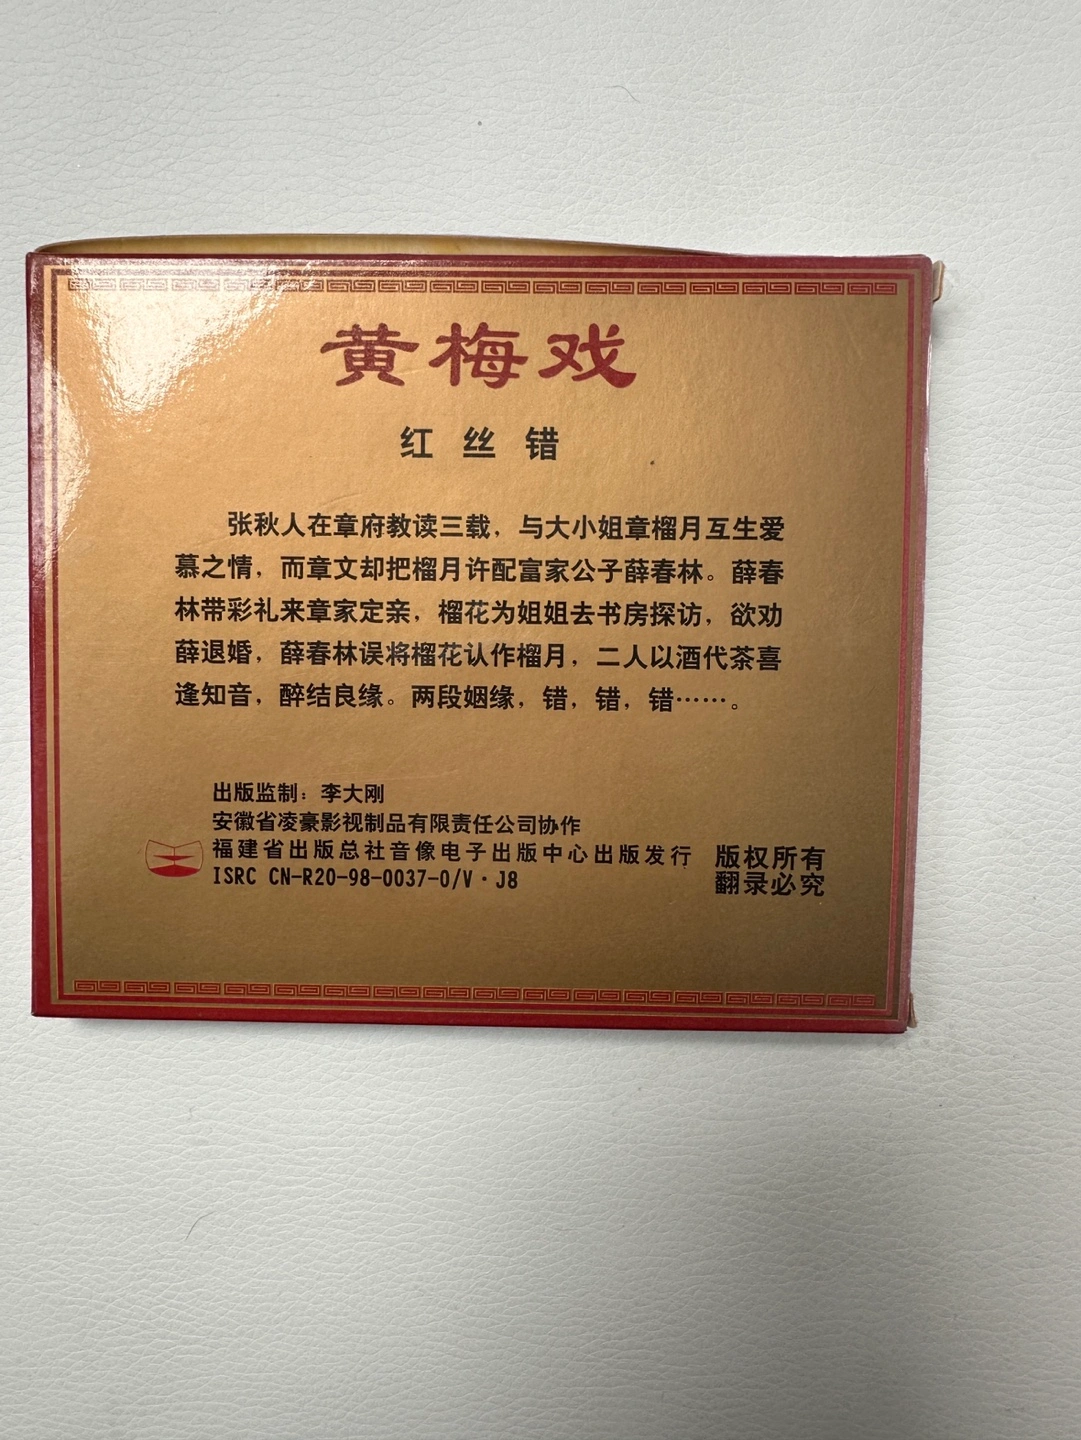 黄梅戏
红丝错
张秋人在章府教读三载，与大小姐章榴月互生爱
慕之情，而章文却把榴月许配富家公子薛春林。薛春
林带彩礼来章家定亲，榴花为姐姐去书房探访，欲劝
薛退婚，薛春林误将榴花认作榴月，二人以酒代茶喜
逢知音，醉结良缘。两段姻缘，错，错，错……。
出版监制：李大刚
安徽省凌豪影视制品有限责任公司协作
福建省出版总社音像电子出版中心出版发行
ISRC CN-R20-98-0037-0/V·J8
版权所有
翻录必究